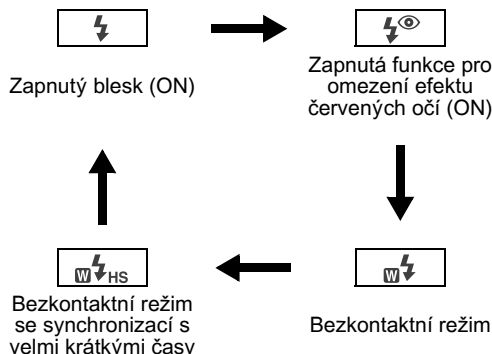 Zapnutý blesk (ON)
Zapnutá funkce pro
omezení efektu
červených očí (ON)
W HS
W
Bezkontaktní režim
se synchronizací s
velmi krátkými časy
Bezkontaktní režim